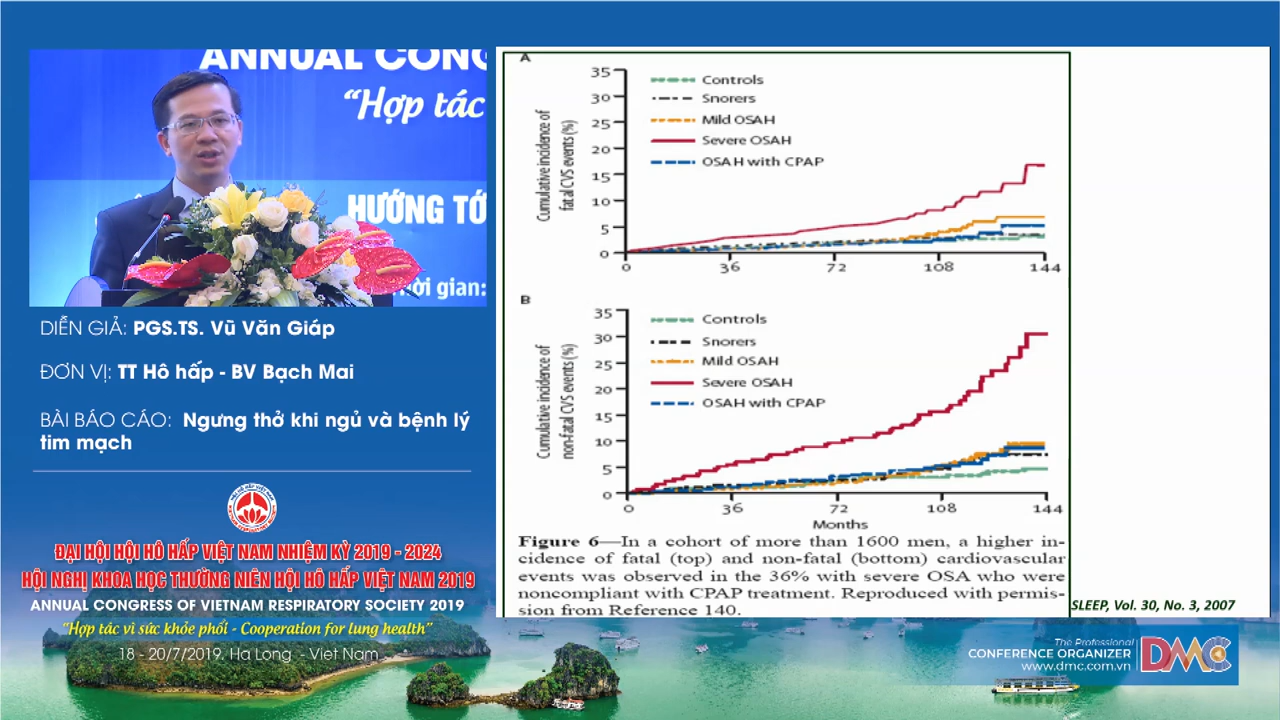 ANNUAL CONG
“Hợp tác
HƯỚNG TỚ
ời gian:
DIỄN GIẢ: PGS.TS. Vũ Văn Giáp
ĐƠN VỊ: TT Hô hấp - BV Bạch Mai
BÀI BÁO CÁO: Ngưng thở khi ngủ và bệnh lý
tim mạch
ĐẠI HỘI HỘI HÔ HẤP VIỆT NAM NHIỆM KỲ 2019 - 2024
HỘI NGHỊ KHOA HỌC THƯỜNG NIÊN HỘI HÔ HẤP VIỆT NAM 2019
ANNUAL CONGRESS OF VIETNAM RESPIRATORY SOCIETY 2019
“Hợp tác vì sức khỏe phổi - Cooperation for lung health”
18 - 20/7/2019. Ha Long - Viet Nam
A
Cumulative incidence of
fatal CVS events (%)
35
30
25
20
15
10
5
0
Controls
Snorers
Mild OSAH
Severe OSAH
OSAH with CPAP
0 36 72 108 144
B
Cumulative incidence of
non-fatal CVS events (%)
35
30
25
20
15
10
5
0
Controls
Snorers
Mild OSAH
Severe OSAH
OSAH with CPAP
0 36 72 108 144
Months
Figure 6—In a cohort of more than 1600 men, a higher in-
cidence of fatal (top) and non-fatal (bottom) cardiovascular
events was observed in the 36% with severe OSA who were
noncompliant with CPAP treatment. Reproduced with permis-
sion from Reference 140.
SLEEP, Vol. 30, No. 3, 2007
The Professional
CONFERENCE ORGANIZER
www.dmc.com.vn
DMC